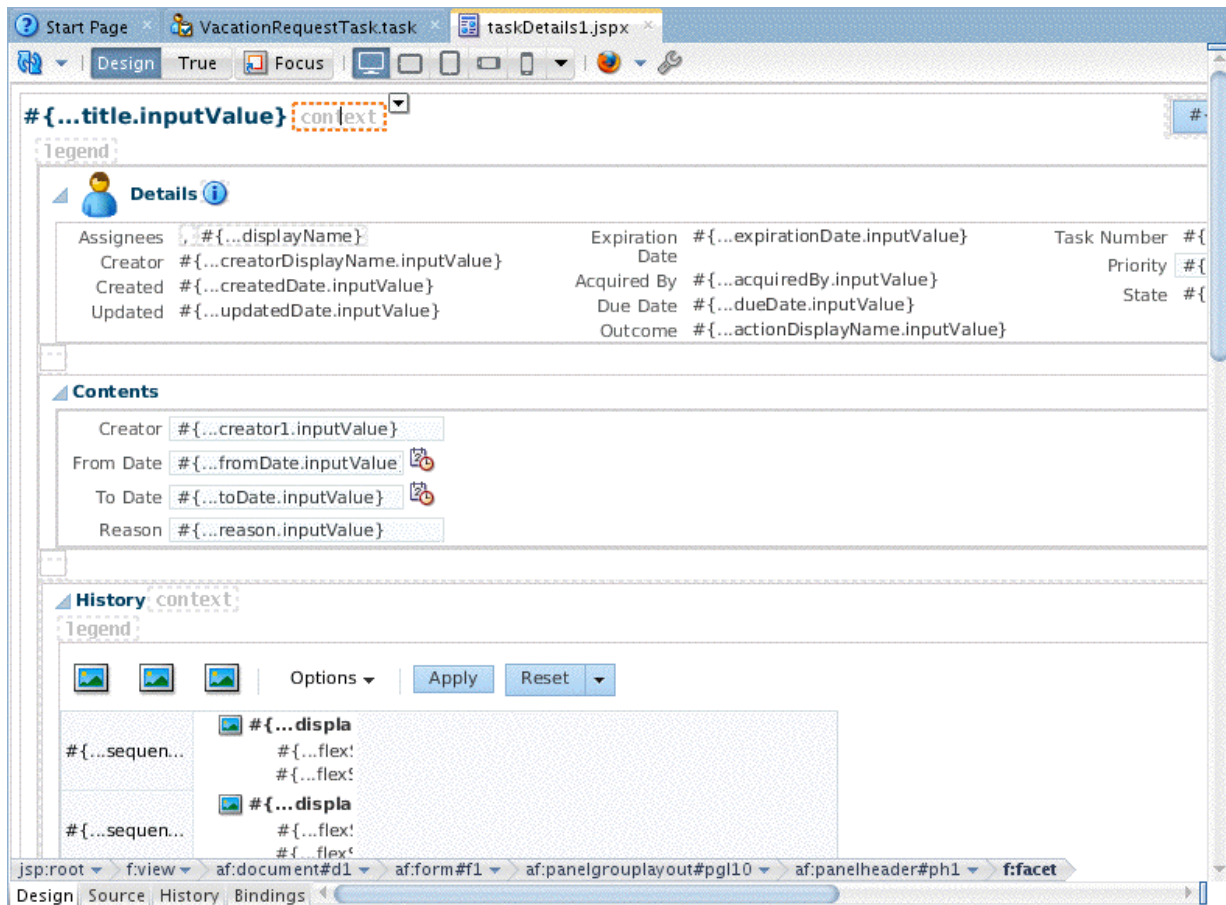 Start Page VacationRequestTask.task taskDetails1.jspx
Design True Focus
#{...title.inputValue} context #
legend
Details
Assignees , #{...displayName} Expiration Date #{...expirationDate.inputValue} Task Number #{
Creator #{...creatorDisplayName.inputValue} Acquired By #{...acquiredBy.inputValue} Priority #{
Created #{...createdDate.inputValue} Due Date #{...dueDate.inputValue} State #{
Updated #{...updatedDate.inputValue} Outcome #{...actionDisplayName.inputValue}
Contents
Creator #{...creator1.inputValue}
From Date #{...fromDate.inputValue
To Date #{...toDate.inputValue}
Reason #{...reason.inputValue}
History context
legend
Options Apply Reset
#{...displa
#{...sequen... #{...flex
#{...flex
#{...displa
#{...sequen... #{...flex
#{...flex
jsp:root f:view af:document#d1 af:form#f1 af:panelgrouplayout#pgl10 af:panelheader#ph1 f:facet
Design Source History Bindings